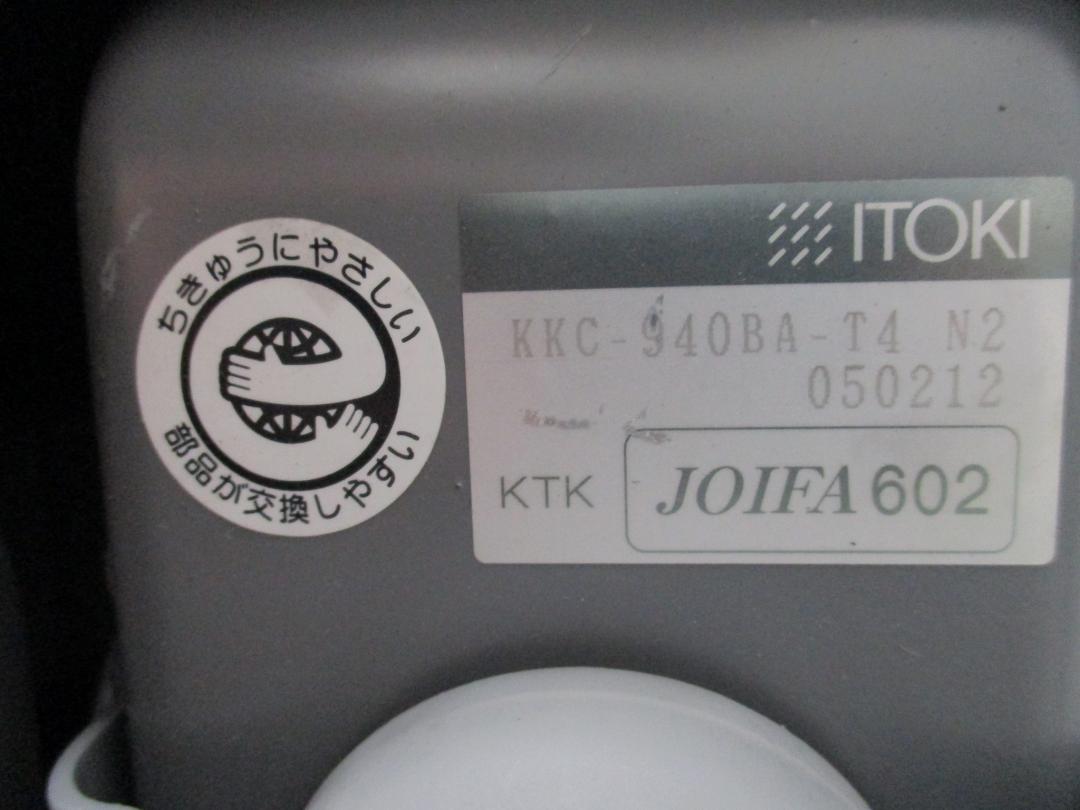 ちきゅうにやさしい
部品が交換しやすい
ITOKI
KKC-940BA-T4 N2
050212
KTK
JOIFA 602